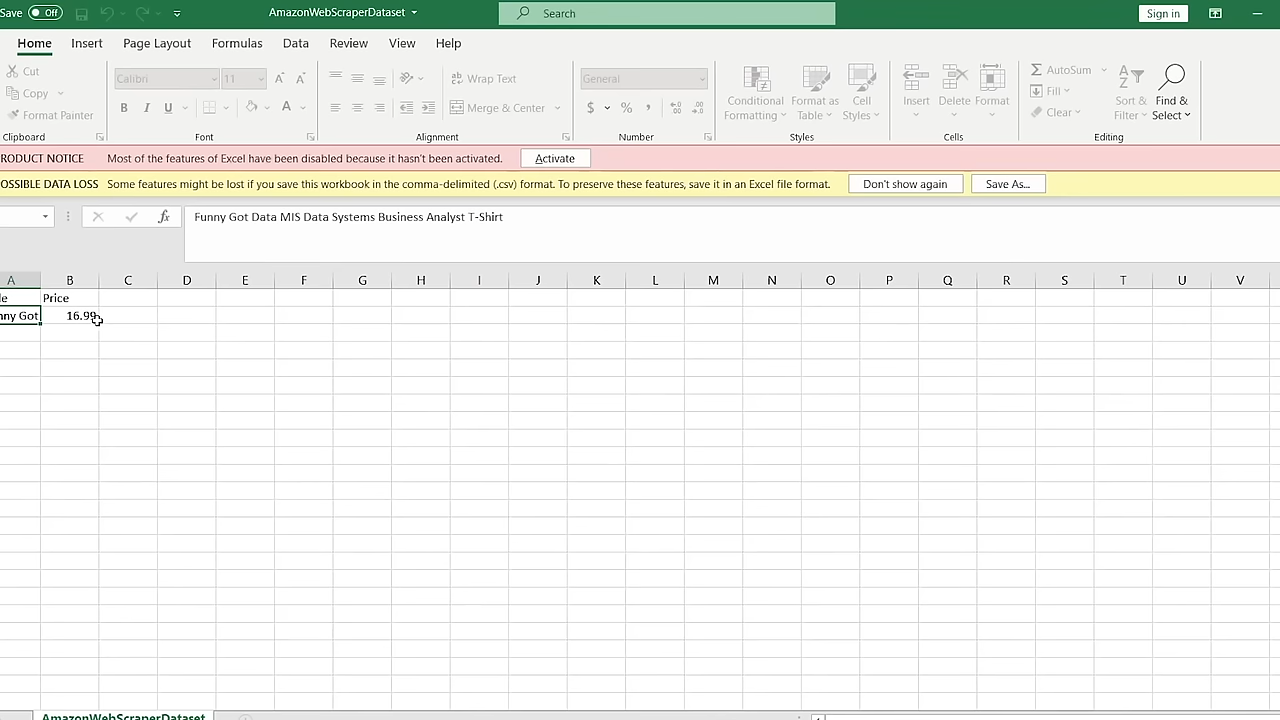 Save Off AmazonWebScraperDataset Search Sign in
Home Insert Page Layout Formulas Data Review View Help
Cut Calibri 11 Wrap Text General AutoSum
Copy Fill
Format Painter B I U A Merge & Center $ % , Conditional Formatting Format as Table Cell Styles Insert Delete Format Clear Sort & Filter Find & Select
Clipboard Font Alignment Number Styles Cells Editing
RODUCT NOTICE Most of the features of Excel have been disabled because it hasn't been activated. Activate
OSSIBLE DATA LOSS Some features might be lost if you save this workbook in the comma-delimited (.csv) format. To preserve these features, save it in an Excel file format. Don't show again Save As...
fx Funny Got Data MIS Data Systems Business Analyst T-Shirt
A B C D E F G H I J K L M N O P Q R S T U V
le Price
nny Got 16.99
AmazonWebScraperDataset